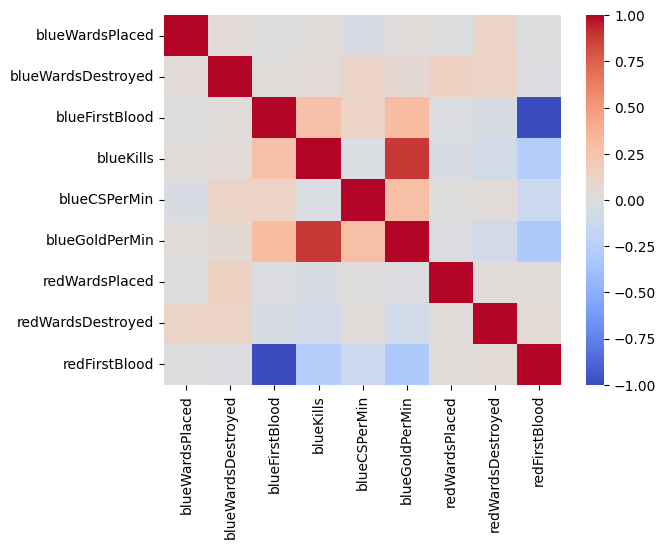 blueWardsPlaced
blueWardsDestroyed
blueFirstBlood
blueKills
blueCSPerMin
blueGoldPerMin
redWardsPlaced
redWardsDestroyed
redFirstBlood
blueWardsPlaced
blueWardsDestroyed
blueFirstBlood
blueKills
blueCSPerMin
blueGoldPerMin
redWardsPlaced
redWardsDestroyed
redFirstBlood
1.00
0.75
0.50
0.25
0.00
−0.25
−0.50
−0.75
−1.00